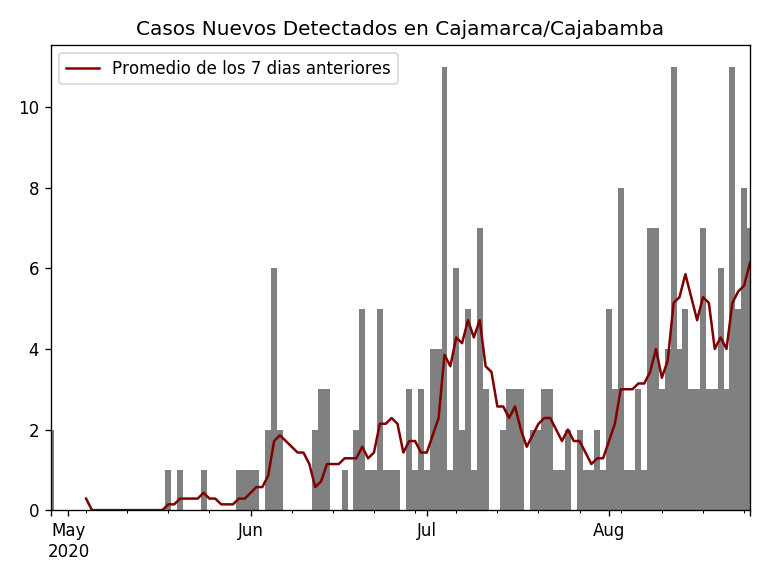 Casos Nuevos Detectados en Cajamarca/Cajabamba
Promedio de los 7 dias anteriores
10
8
6
4
2
0
May Jun Jul Aug
2020